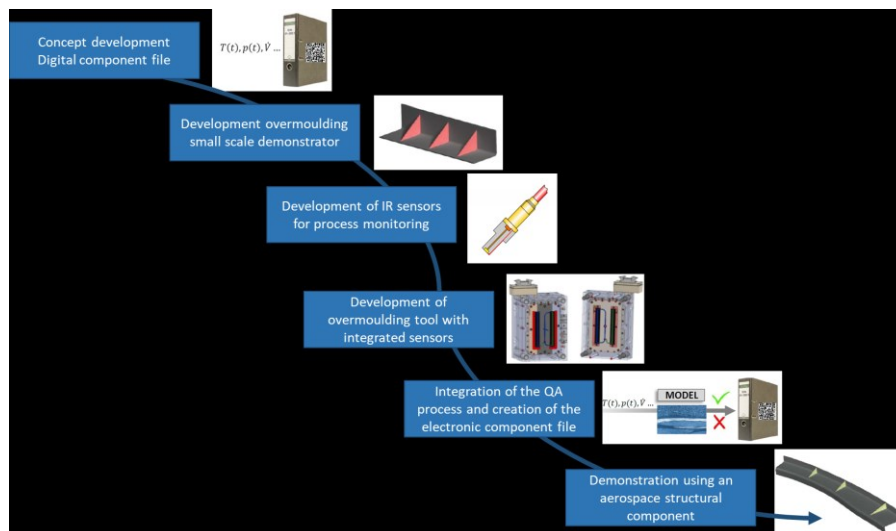 Concept development
Digital component file
T(t), p(t), V̇ ...
Development overmoulding
small scale demonstrator
Development of IR sensors
for process monitoring
Development of
overmoulding tool with
integrated sensors
Integration of the QA
process and creation of the
electronic component file
T(t), p(t), V̇ ...
MODEL
Demonstration using an
aerospace structural
component